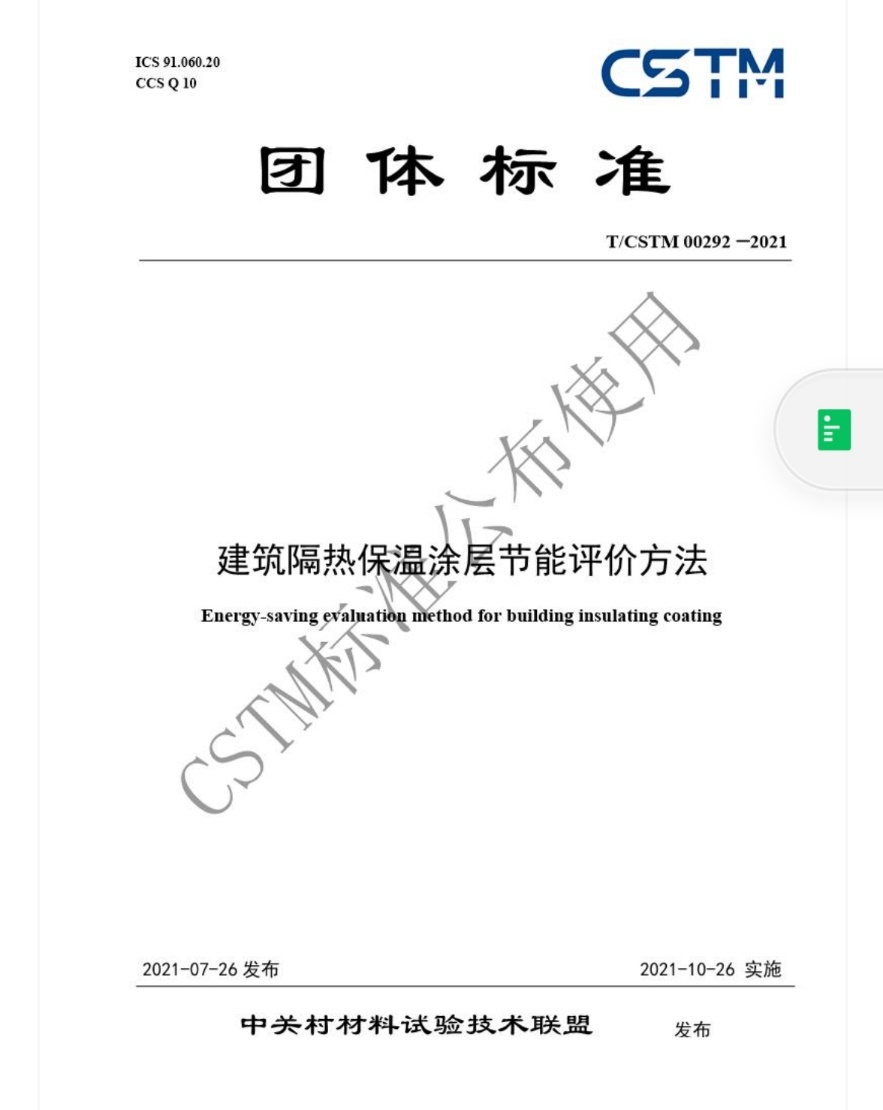 ICS 91.060.20
CCS Q 10
CSTM
团体标准
T/CSTM 00292 —2021
CSTM标准公布使用
建筑隔热保温涂层节能评价方法
Energy-saving evaluation method for building insulating coating
2021-07-26 发布
2021-10-26 实施
中关村材料试验技术联盟 发布